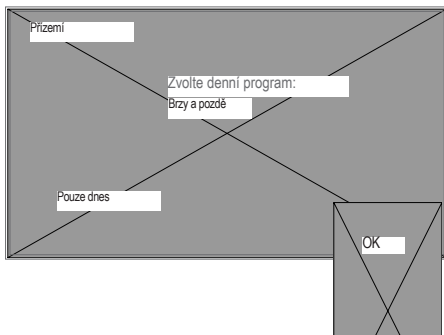 Přízemí
Zvolte denní program:
Brzy a pozdě
Pouze dnes
OK